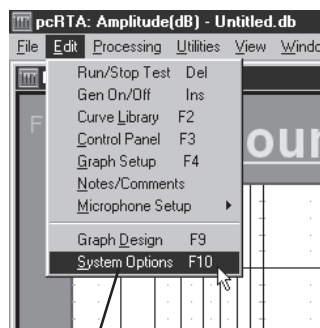 pcRTA: Amplitude(dB) - Untitled.db
File Edit Processing Utilities View Windo
Run/Stop Test Del
Gen On/Off Ins
Curve Library F2
Control Panel F3
Graph Setup F4
Notes/Comments
Microphone Setup
Graph Design F9
System Options F10
F
our